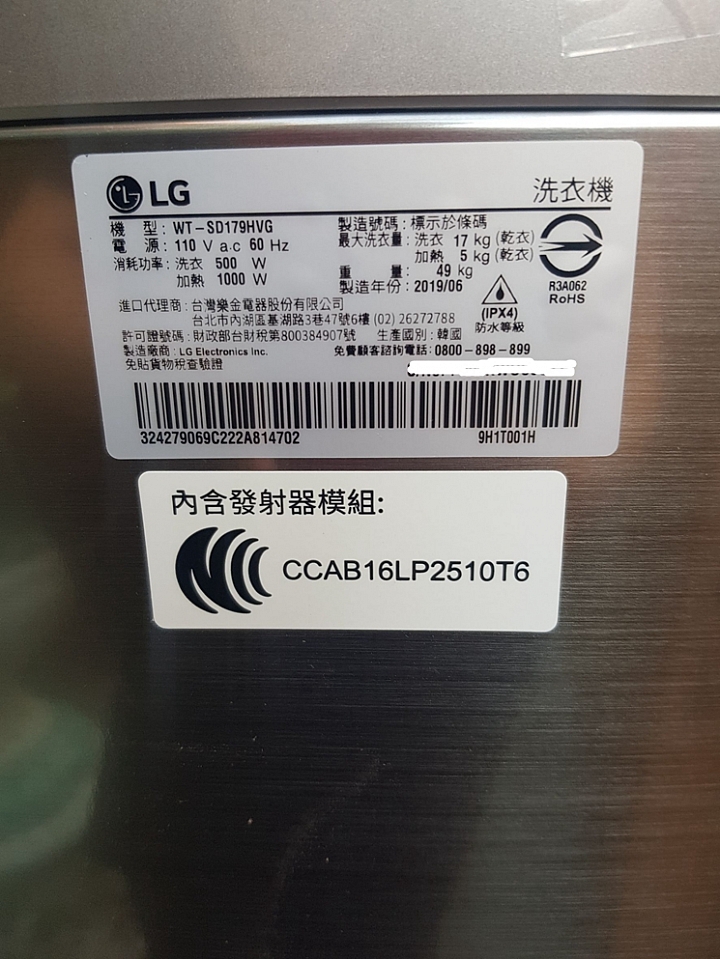 LG 洗衣機
機 型: WT-SD179HVG
電 源: 110 V a.c 60 Hz
消耗功率: 洗衣 500 W
加熱 1000 W
製造號碼: 標示於條碼
最大洗衣量: 洗衣 17 kg (乾衣)
加熱 5 kg (乾衣)
重 量: 49 kg
製造年份: 2019/06
R3A062
RoHS
(IPX4)
防水等級
進口代理商: 台灣樂金電器股份有限公司
台北市內湖區基湖路3巷47號6樓 (02) 26272788
許可證號碼: 財政部台財稅第800384907號 生產國別: 韓國
製造廠商: LG Electronics Inc. 免費顧客諮詢電話: 0800-898-899
免貼貨物稅查驗證
324279069C222A814702 9H1T001H
內含發射器模組:
CCAB16LP2510T6